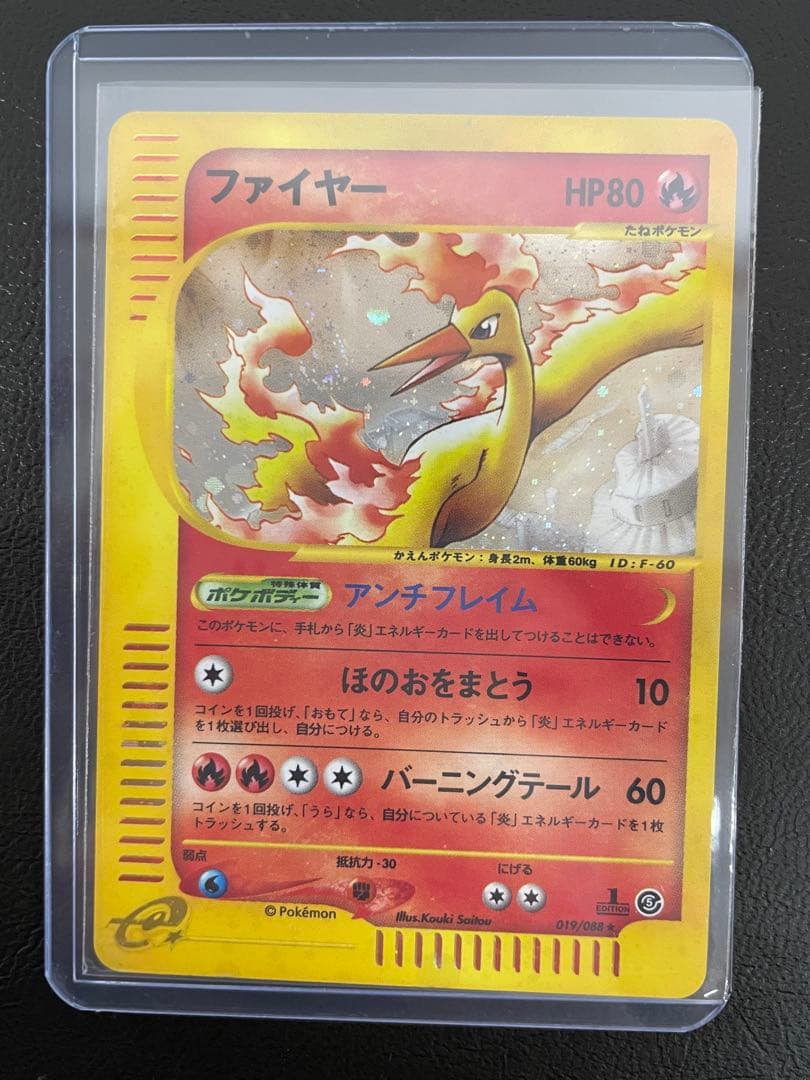 ファイヤー HP80
たねポケモン
かえんポケモン：身長2m、体重60kg ID:F-60
特殊体質
ポケボディー アンチフレイム
このポケモンに、手札から「炎」エネルギーカードを出してつけることはできない。
ほのおをまとう 10
コインを1回投げ、「おもて」なら、自分のトラッシュから「炎」エネルギーカード
を1枚選び出し、自分につける。
バーニングテール 60
コインを1回投げ、「うら」なら、自分についている「炎」エネルギーカードを1枚
トラッシュする。
弱点 抵抗力-30 にげる
1
EDITION
5
e
©Pokémon Illus.Kouki Saitou 019/088★